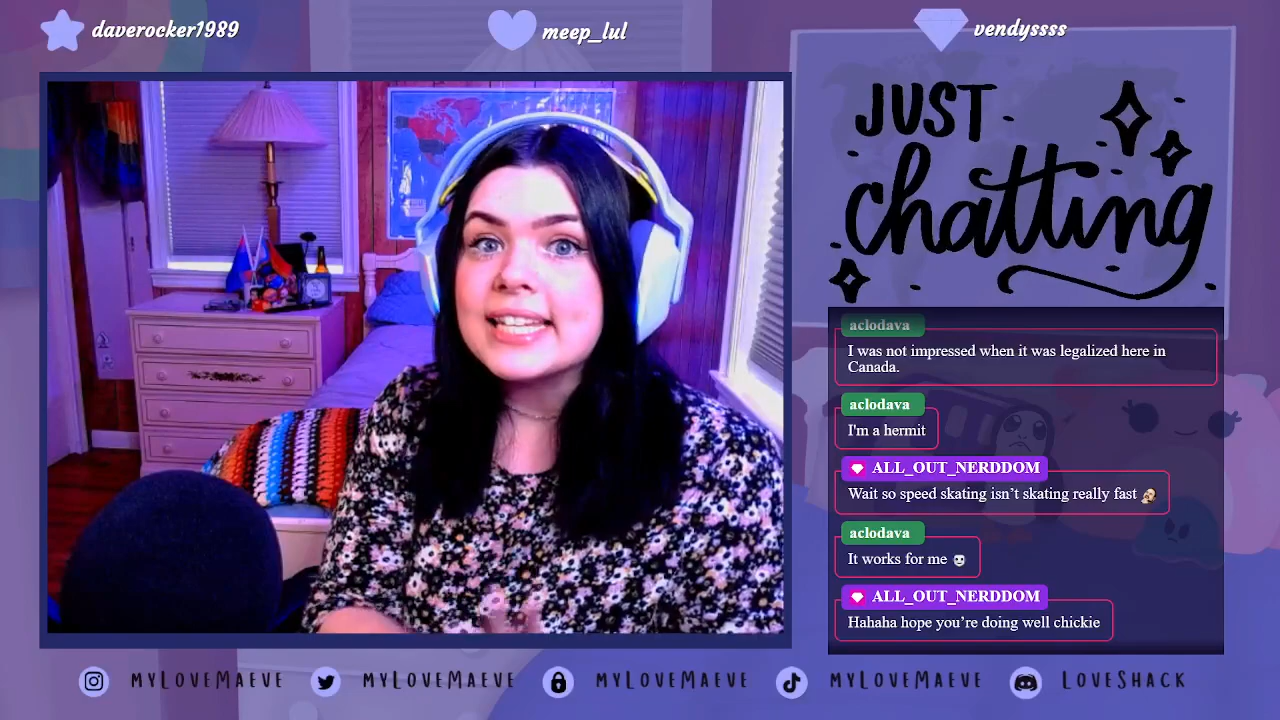 daverocker1989
meep_lul
vendyssss
JUST
chatting
aclodava
I was not impressed when it was legalized here in
Canada.
aclodava
I'm a hermit
ALL_OUT_NERDDOM
Wait so speed skating isn’t skating really fast
aclodava
It works for me
ALL_OUT_NERDDOM
Hahaha hope you’re doing well chickie
MYLOVEMAEVE
MYLOVEMAEVE
MYLOVEMAEVE
MYLOVEMAEVE
LOVESHACK